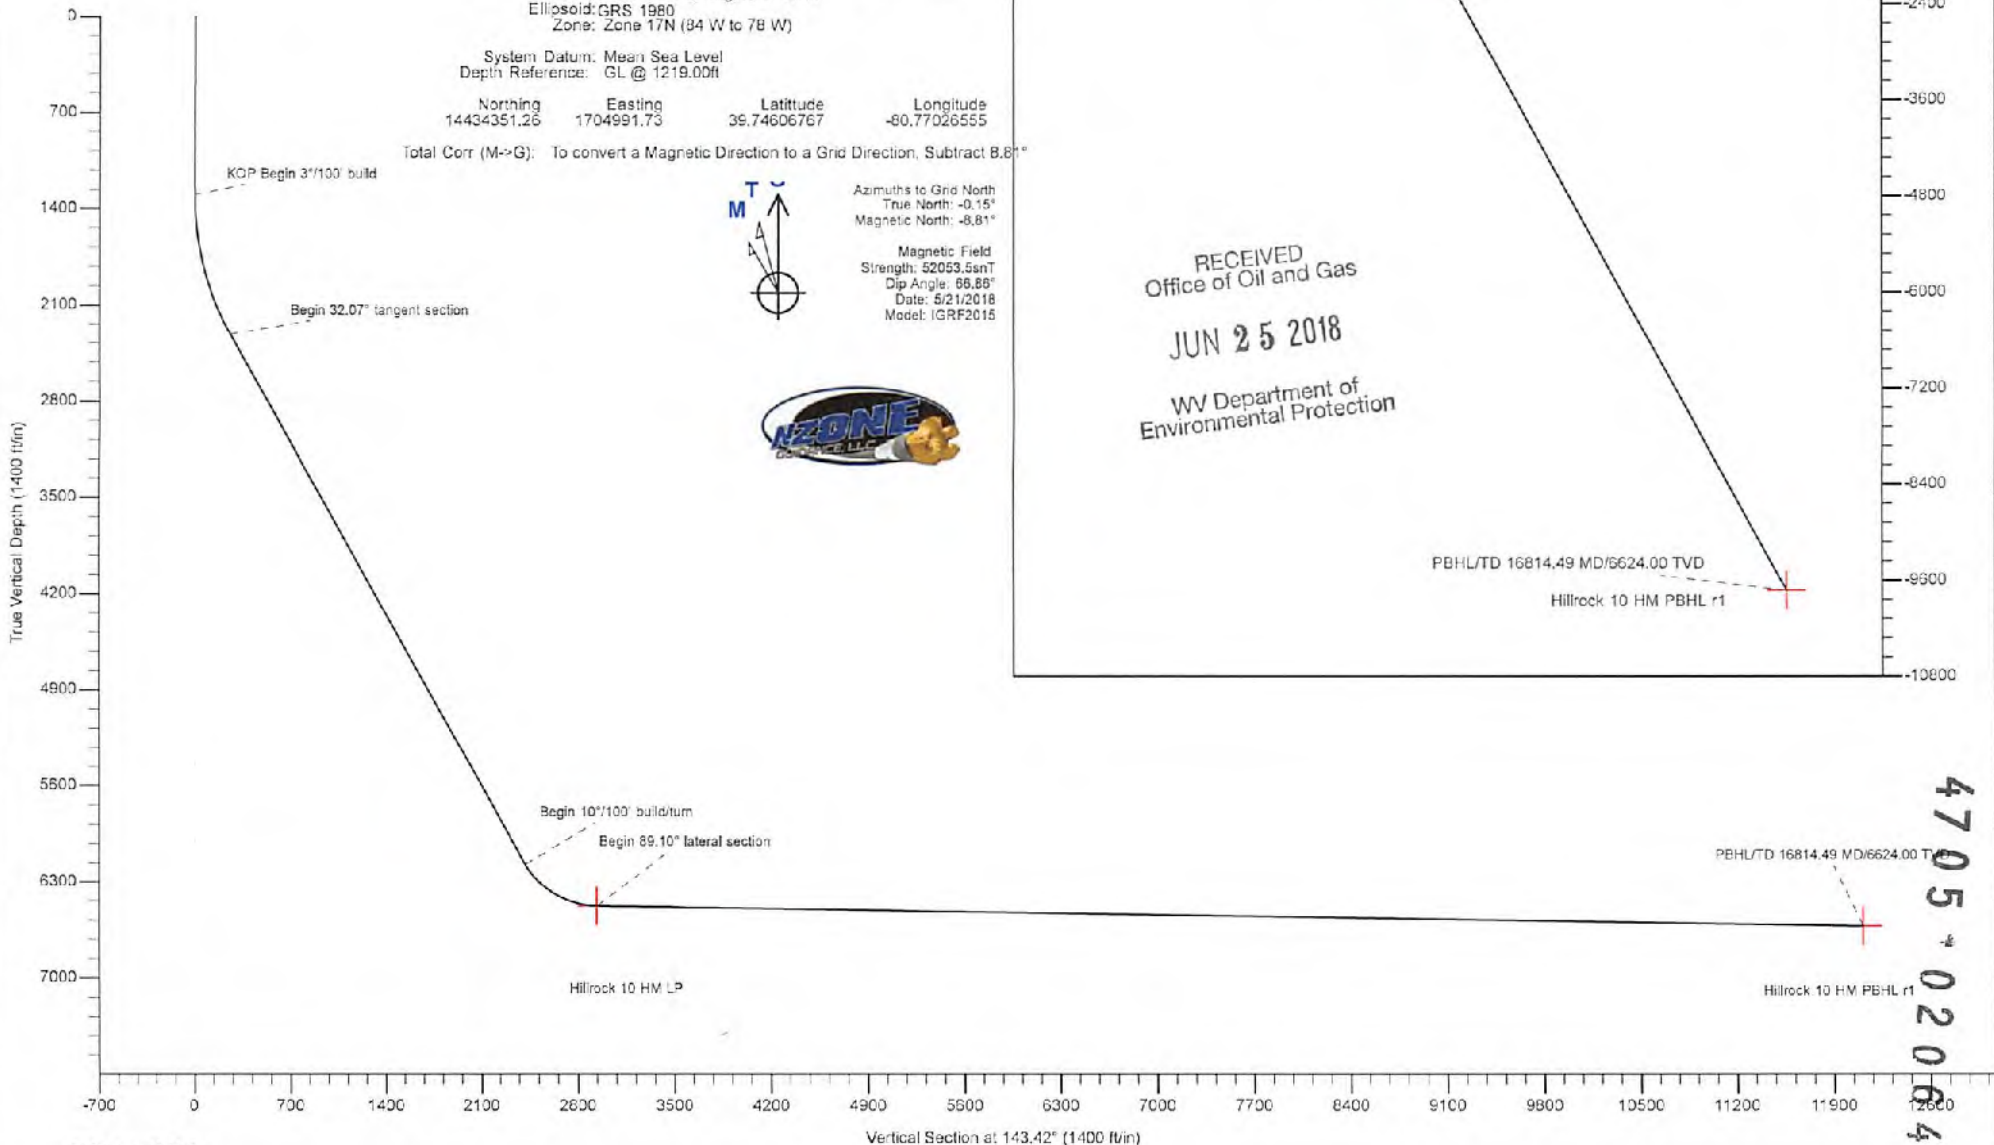 Ellipsoid: GRS 1980
Zone: Zone 17N (84 W to 78 W)
System Datum: Mean Sea Level
Depth Reference: GL @ 1219.00ft
Northing Easting Latittude Longitude
14434351.26 1704991.73 39.74606767 -80.77026555
Total Corr (M->G): To convert a Magnetic Direction to a Grid Direction, Subtract 8.81°
T
M
Azimuths to Grid North
True North: -0.15°
Magnetic North: -8.81°
Magnetic Field
Strength: 52053.5snT
Dip Angle: 66.86°
Date: 5/21/2018
Model: IGRF2015
NZONE
GUIDANCE, LLC
KOP Begin 3°/100' build
Begin 32.07° tangent section
Begin 10°/100' build/turn
Begin 89.10° lateral section
Hillrock 10 HM LP
PBHL/TD 16814.49 MD/6624.00 TVD
Hillrock 10 HM PBHL r1
RECEIVED
Office of Oil and Gas
JUN 25 2018
WV Department of
Environmental Protection
PBHL/TD 16814.49 MD/6624.00 TVD
Hillrock 10 HM PBHL r1
-2400
-3600
-4800
-6000
-7200
-8400
-9600
-10800
True Vertical Depth (1400 ft/in)
0
700
1400
2100
2800
3500
4200
4900
5600
6300
7000
-700 0 700 1400 2100 2800 3500 4200 4900 5600 6300 7000 7700 8400 9100 9800 10500 11200 11900 12600
Vertical Section at 143.42° (1400 ft/in)
4705*02064